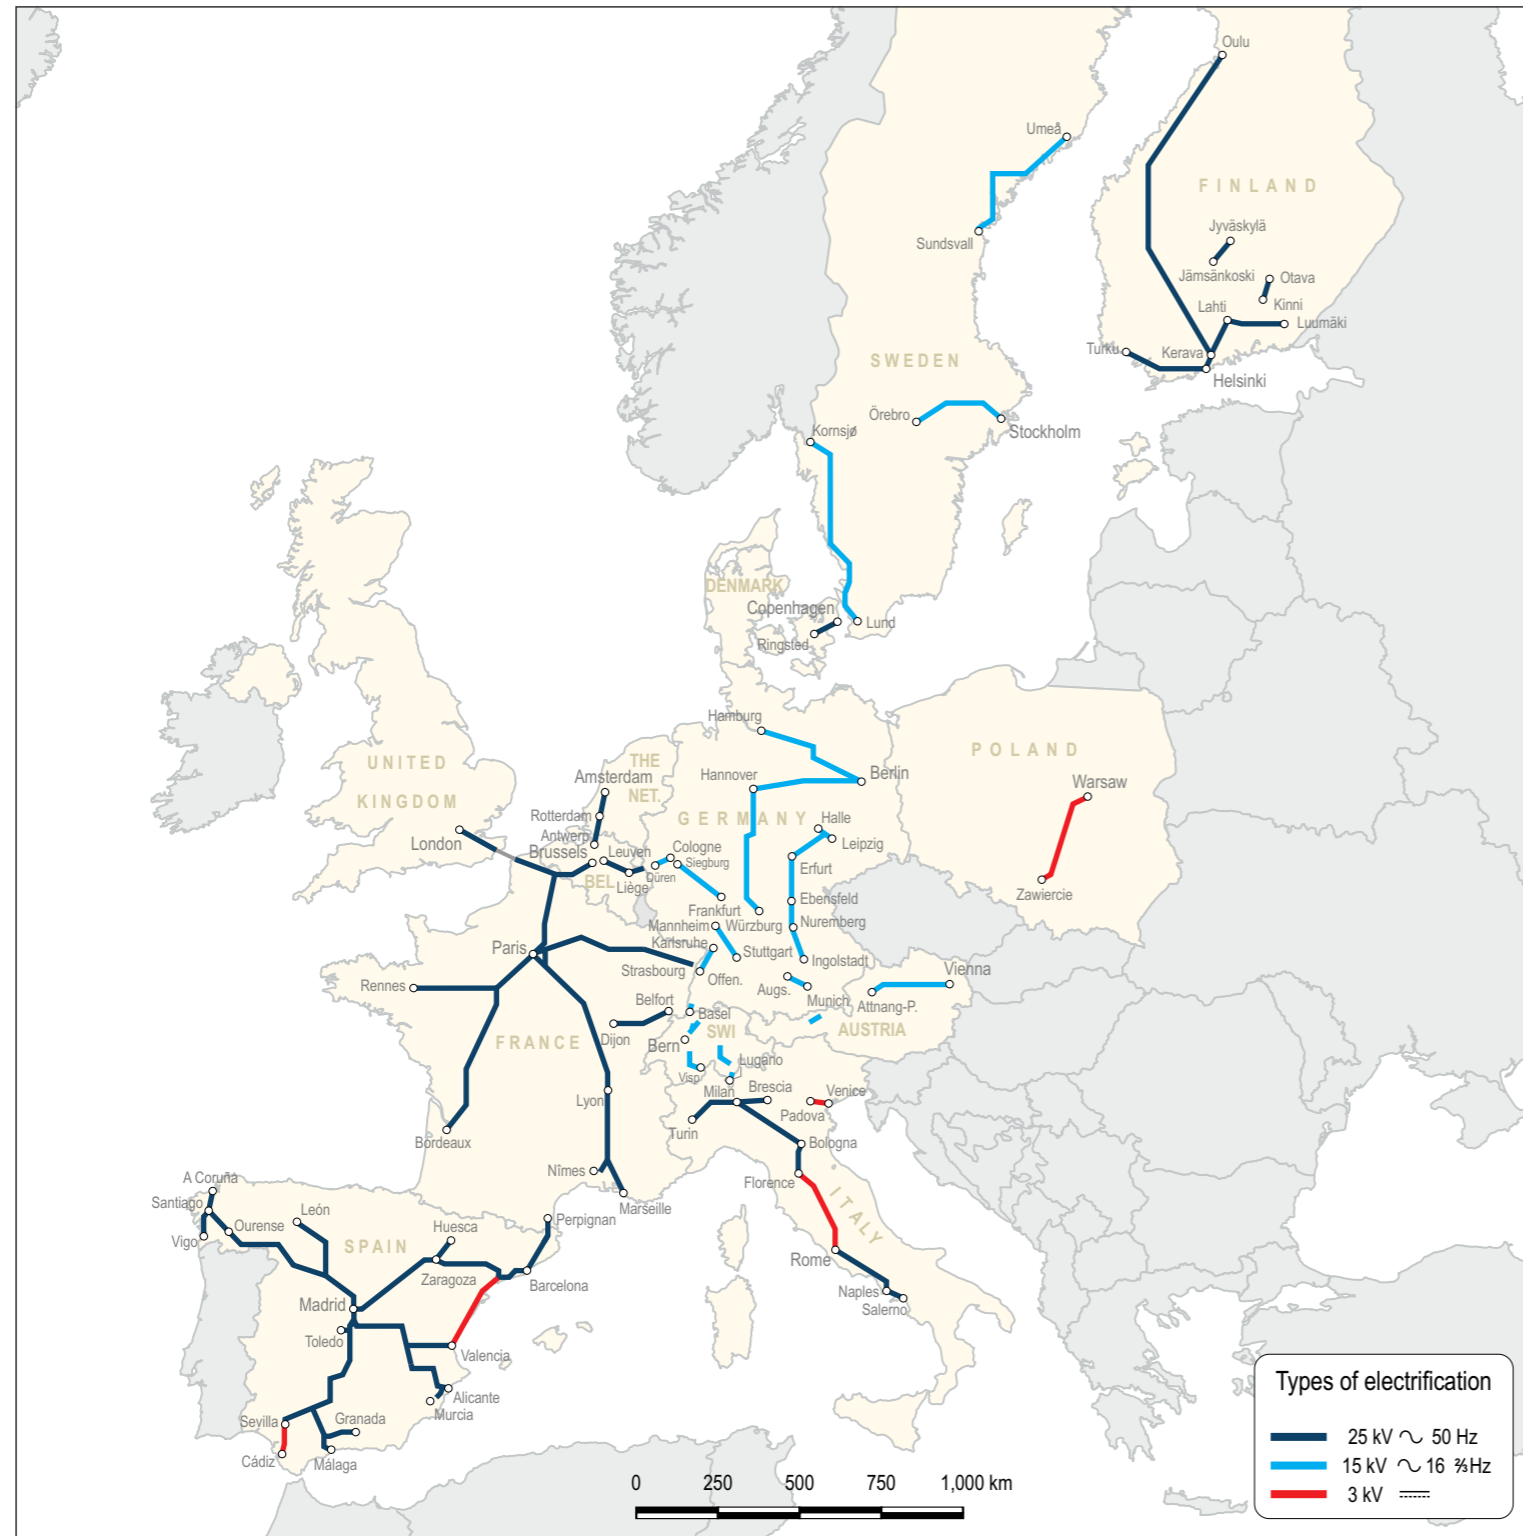 Oulu
Umeå
FINLAND
Jyväskylä
Sundsvall
Jämsänkoski
Otava
Kinni
Lahti
Luumäki
Turku
Kerava
SWEDEN
Helsinki
Örebro
Kornsjø
Stockholm
DENMARK
Copenhagen
Lund
Ringsted
Hamburg
POLAND
UNITED
THE
Amsterdam
Hannover
Berlin
Warsaw
NET.
KINGDOM
Rotterdam
GERMANY
Halle
Antwerp
London
Brussels
Leuven
Cologne
Leipzig
Siegburg
Erfurt
BEL.
Düren
Liège
Zawiercie
Ebensfeld
Frankfurt
Mannheim
Würzburg
Nuremberg
Paris
Karlsruhe
Stuttgart
Ingolstadt
Strasbourg
Offen.
Vienna
Rennes
Augs.
Munich
Attnang-P.
Belfort
Basel
SWI
AUSTRIA
Dijon
FRANCE
Bern
Lugano
Visp
Milan
Brescia
Venice
Lyon
Padova
Turin
Bordeaux
Bologna
Nîmes
A Coruña
Florence
Santiago
León
Marseille
ITALY
Ourense
Huesca
Perpignan
Vigo
SPAIN
Rome
Zaragoza
Barcelona
Naples
Madrid
Salerno
Toledo
Valencia
Alicante
Murcia
Sevilla
Granada
Cádiz
Málaga
0 250 500 750 1,000 km
Types of electrification
25 kV ∿ 50 Hz
15 kV ∿ 16 ⅔Hz
3 kV